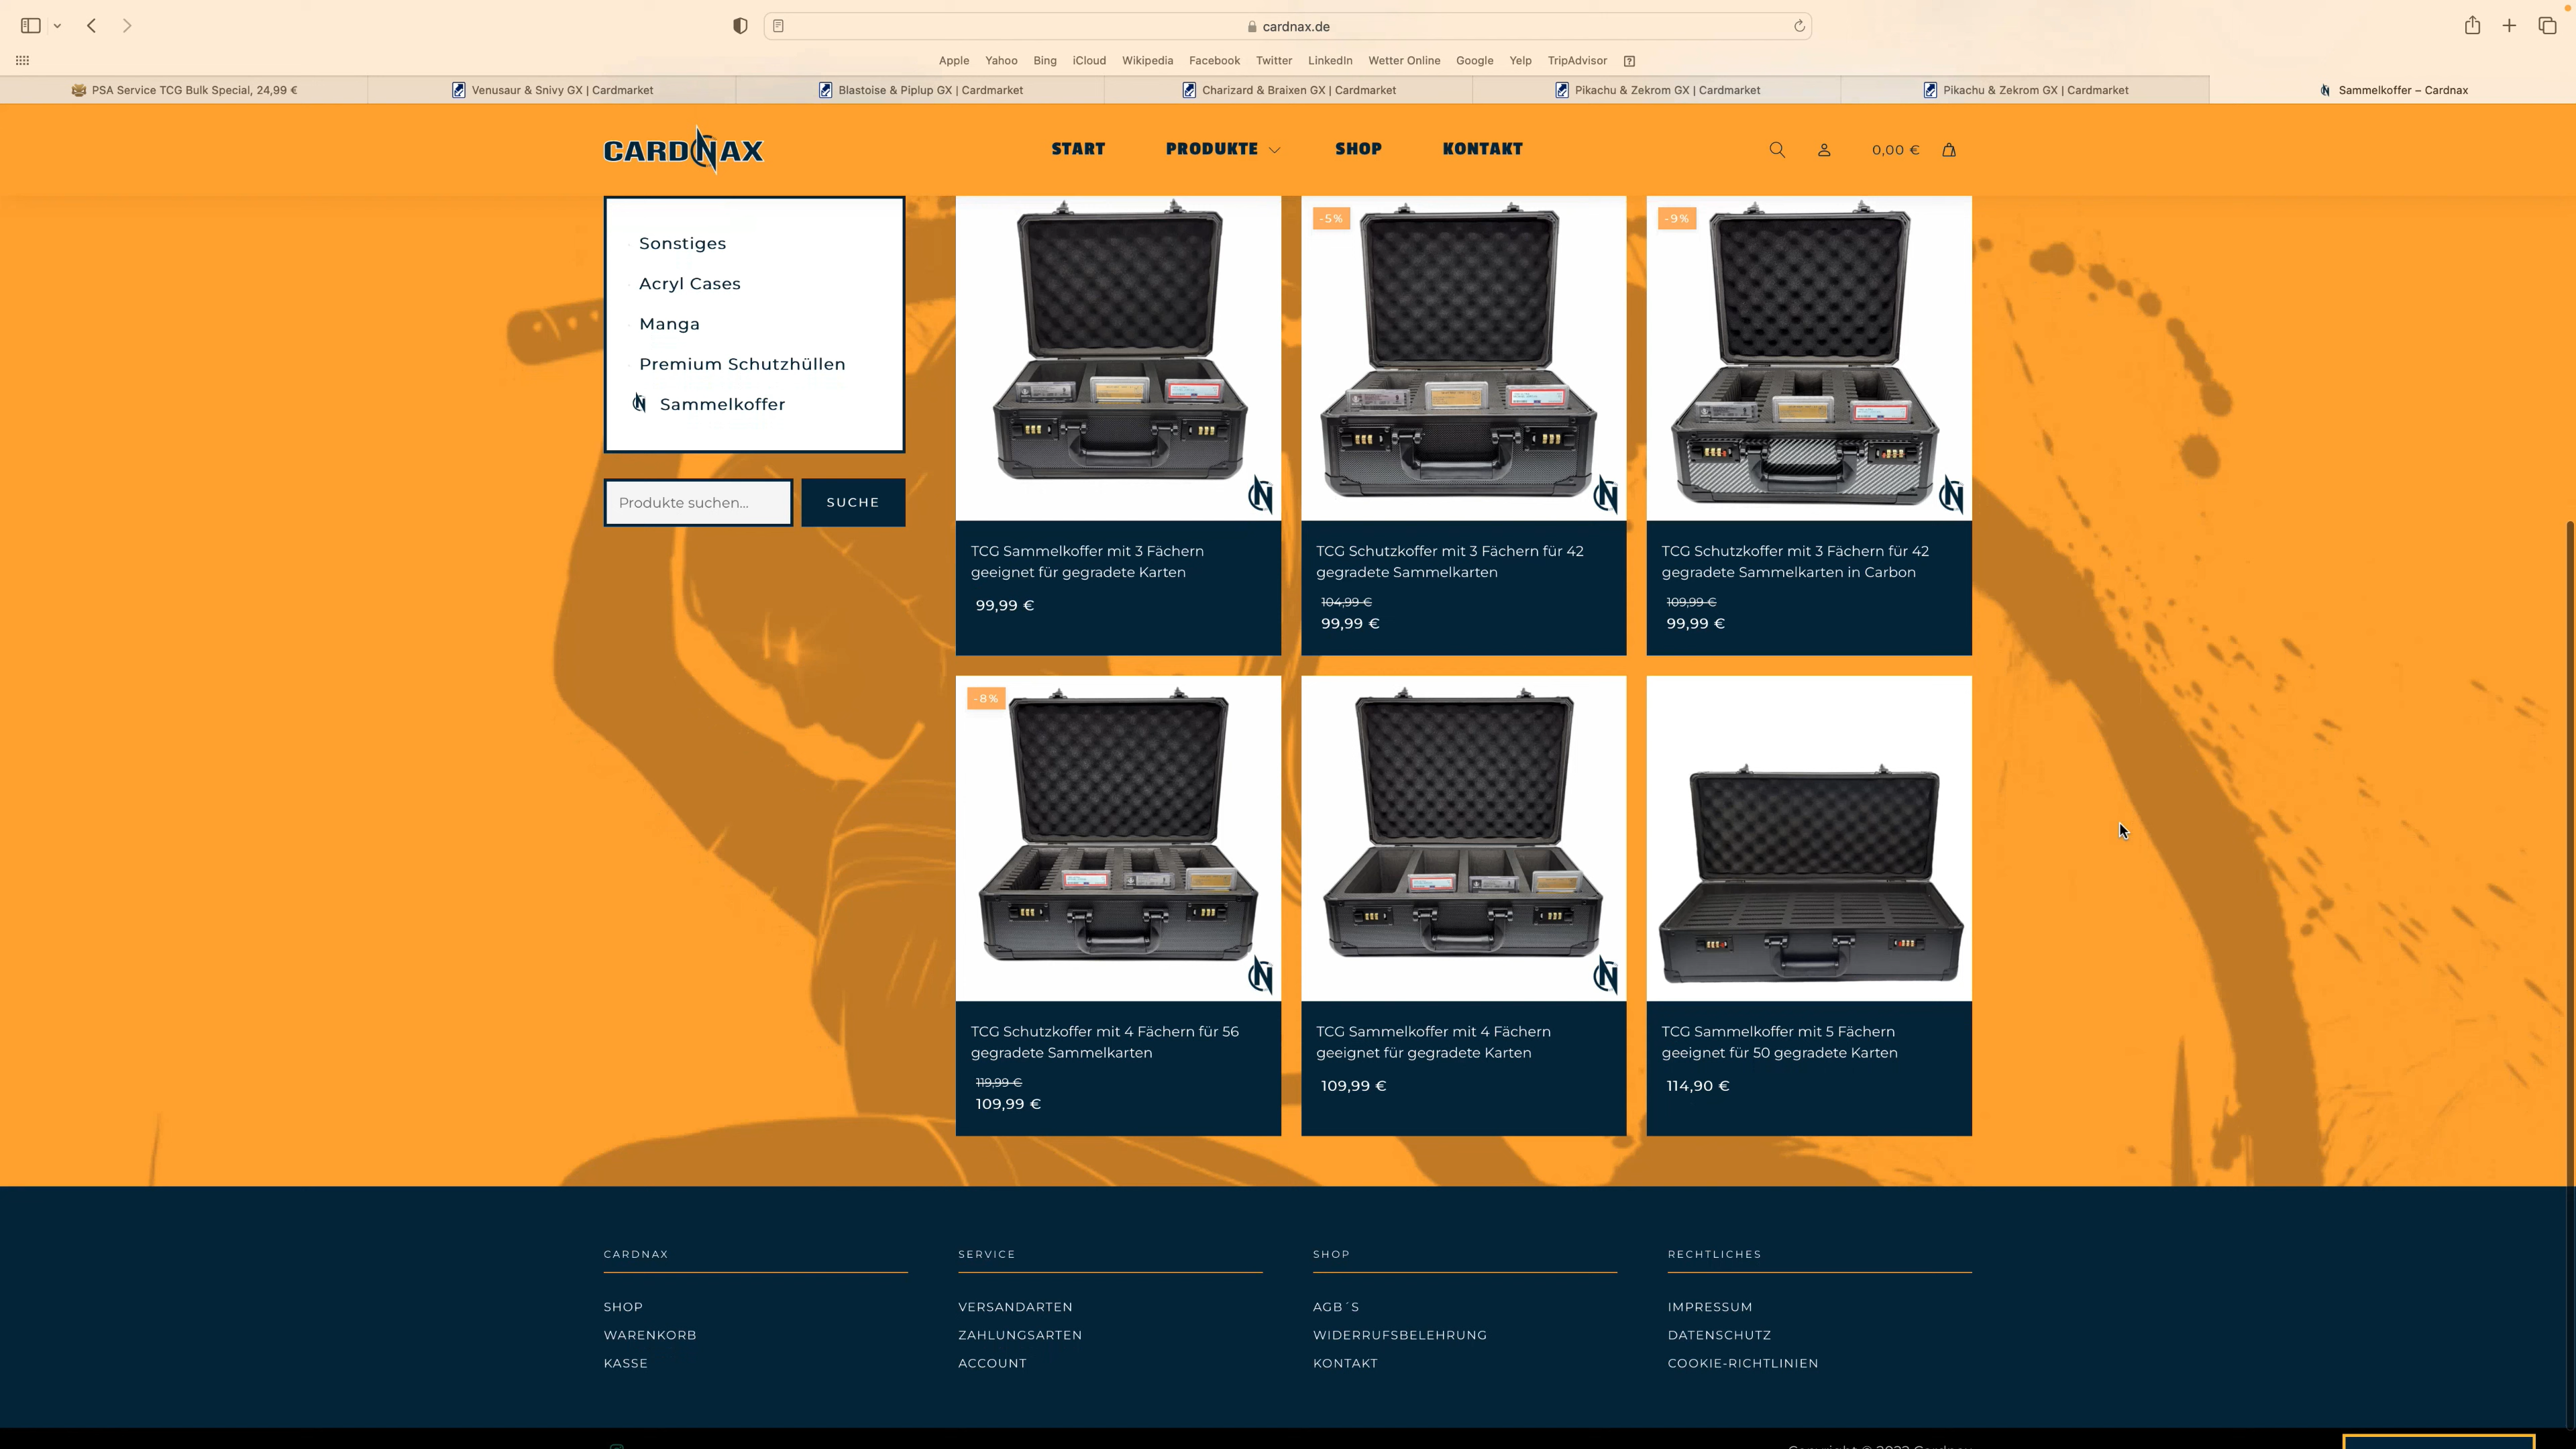 cardnax.de
Apple Yahoo Bing iCloud Wikipedia Facebook Twitter LinkedIn Wetter Online Google Yelp TripAdvisor
PSA Service TCG Bulk Special, 24,99 €
Venusaur & Snivy GX | Cardmarket
Blastoise & Piplup GX | Cardmarket
Charizard & Braixen GX | Cardmarket
Pikachu & Zekrom GX | Cardmarket
Pikachu & Zekrom GX | Cardmarket
Sammelkoffer – Cardnax
CARDNAX
START PRODUKTE SHOP KONTAKT
0,00 €
Sonstiges
Acryl Cases
Manga
Premium Schutzhüllen
Sammelkoffer
Produkte suchen...
SUCHE
TCG Sammelkoffer mit 3 Fächern
geeignet für gegradete Karten
99,99 €
-5%
TCG Schutzkoffer mit 3 Fächern für 42
gegradete Sammelkarten
104,99 €
99,99 €
-9%
TCG Schutzkoffer mit 3 Fächern für 42
gegradete Sammelkarten in Carbon
109,99 €
99,99 €
-8%
TCG Schutzkoffer mit 4 Fächern für 56
gegradete Sammelkarten
119,99 €
109,99 €
TCG Sammelkoffer mit 4 Fächern
geeignet für gegradete Karten
109,99 €
TCG Sammelkoffer mit 5 Fächern
geeignet für 50 gegradete Karten
114,90 €
CARDNAX
SHOP
WARENKORB
KASSE
SERVICE
VERSANDARTEN
ZAHLUNGSARTEN
ACCOUNT
SHOP
AGB´S
WIDERRUFSBELEHRUNG
KONTAKT
RECHTLICHES
IMPRESSUM
DATENSCHUTZ
COOKIE-RICHTLINIEN